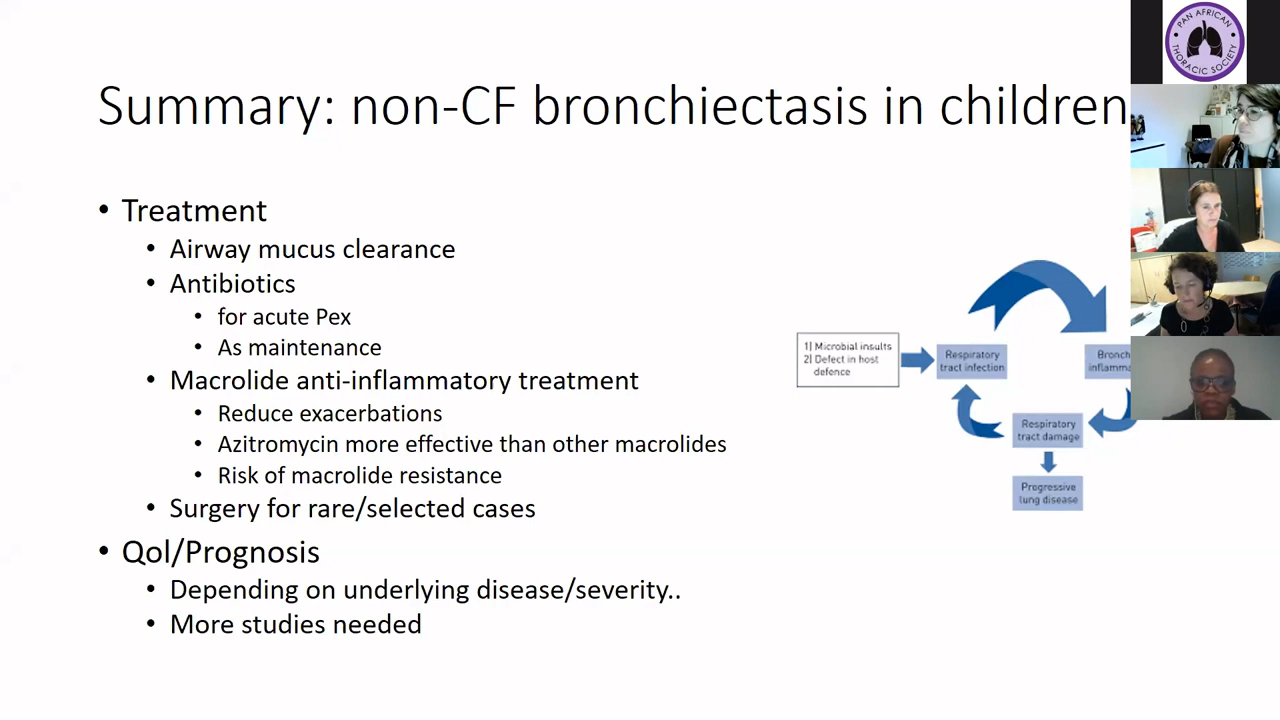 Summary: non-CF bronchiectasis in children
• Treatment
• Airway mucus clearance
• Antibiotics
• for acute Pex
• As maintenance
• Macrolide anti-inflammatory treatment
• Reduce exacerbations
• Azitromycin more effective than other macrolides
• Risk of macrolide resistance
• Surgery for rare/selected cases
• Qol/Prognosis
• Depending on underlying disease/severity..
• More studies needed
1) Microbial insults
2) Defect in host
defence
Respiratory
tract infection
Bronch
inflamma
Respiratory
tract damage
Progressive
lung disease
PAN AFRICAN
THORACIC SOCIETY